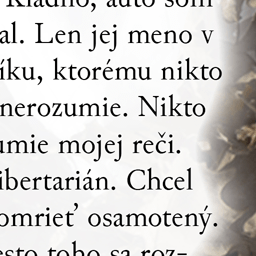 Kladno, auto som
al. Len jej meno v
íku, ktorému nikto
nerozumie. Nikto
umie mojej reči.
ibertarián. Chcel
omrieť osamotený.
esto toho sa roz-